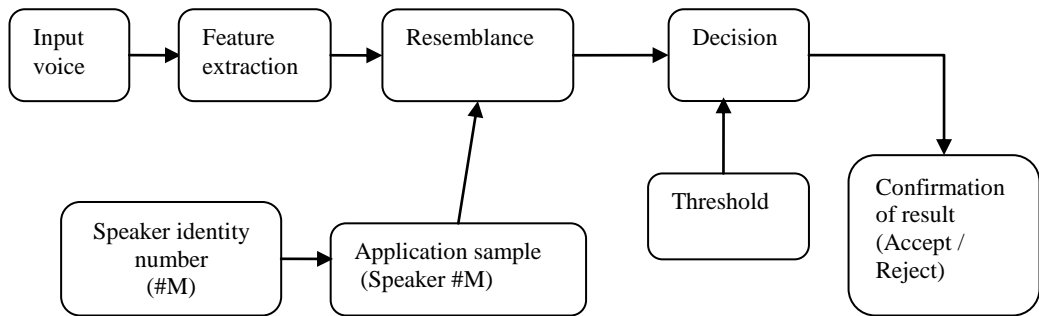 Input
voice
Feature
extraction
Resemblance
Decision
Threshold
Confirmation
of result
(Accept /
Reject)
Speaker identity
number
(#M)
Application sample
(Speaker #M)